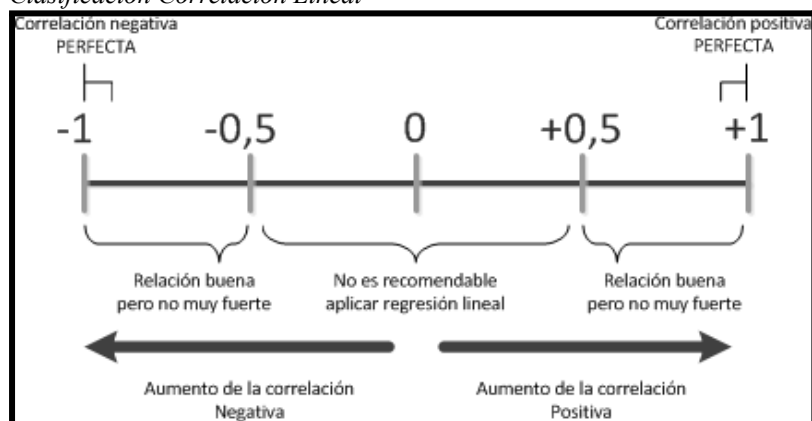 Clasificación Correlación Lineal
Correlación negativa
PERFECTA
Correlación positiva
PERFECTA
-1
-0,5
0
+0,5
+1
Relación buena
pero no muy fuerte
No es recomendable
aplicar regresión lineal
Relación buena
pero no muy fuerte
Aumento de la correlación
Negativa
Aumento de la correlación
Positiva